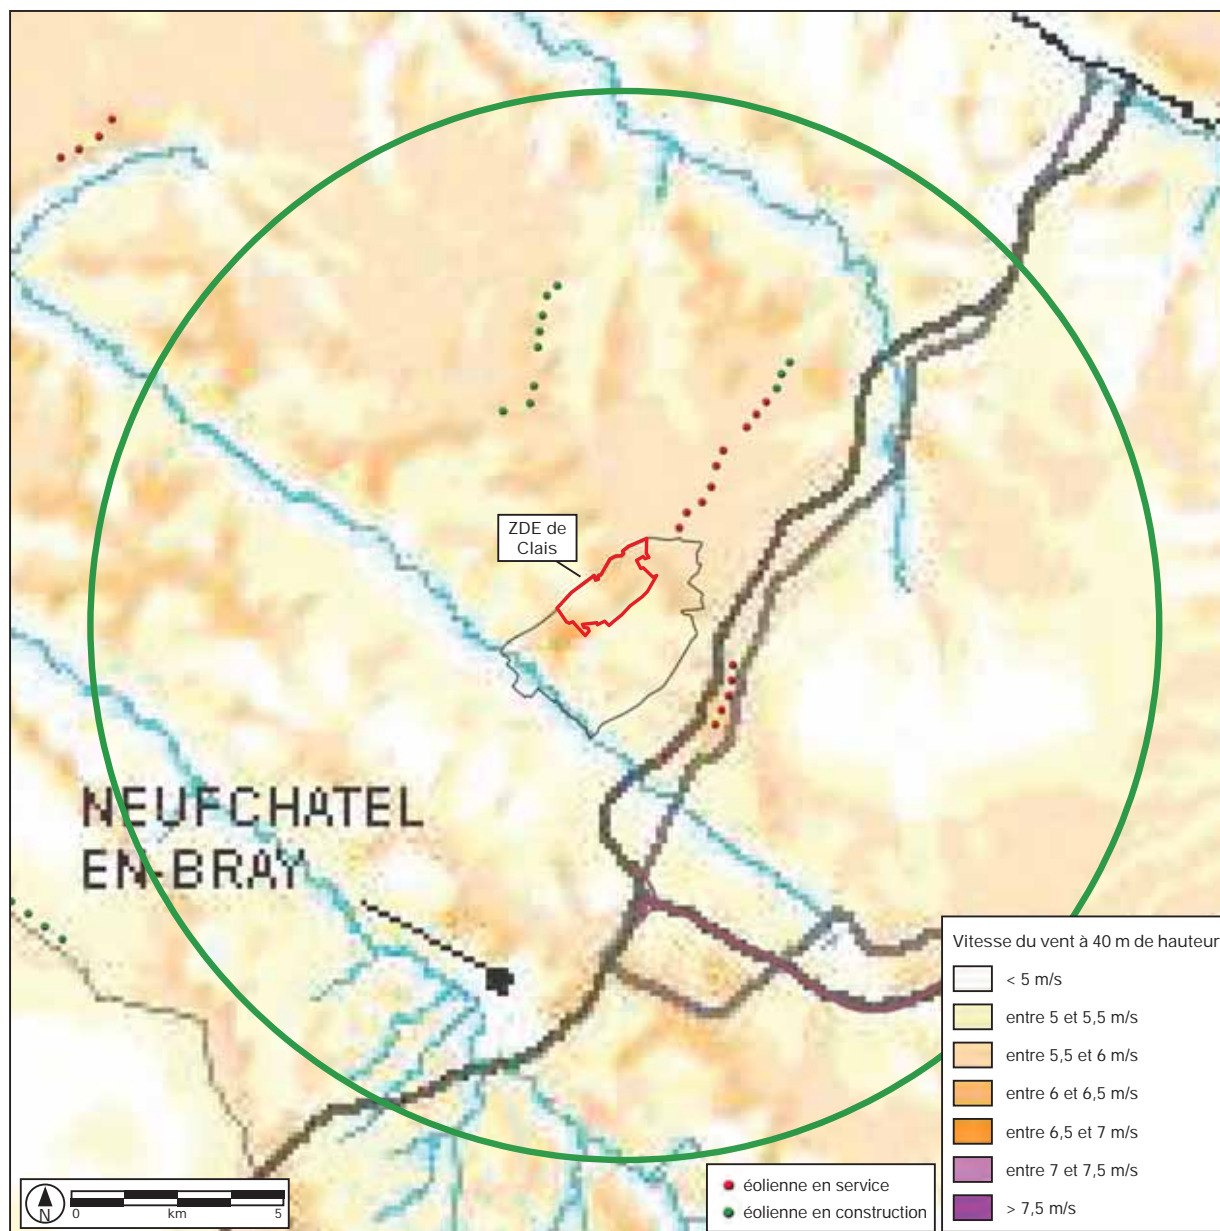 ZDE de
Clais
NEUFCHATEL
EN-BRAY
Vitesse du vent à 40 m de hauteur
< 5 m/s
entre 5 et 5,5 m/s
entre 5,5 et 6 m/s
entre 6 et 6,5 m/s
entre 6,5 et 7 m/s
entre 7 et 7,5 m/s
> 7,5 m/s
éolienne en service
éolienne en construction
N
0 km 5